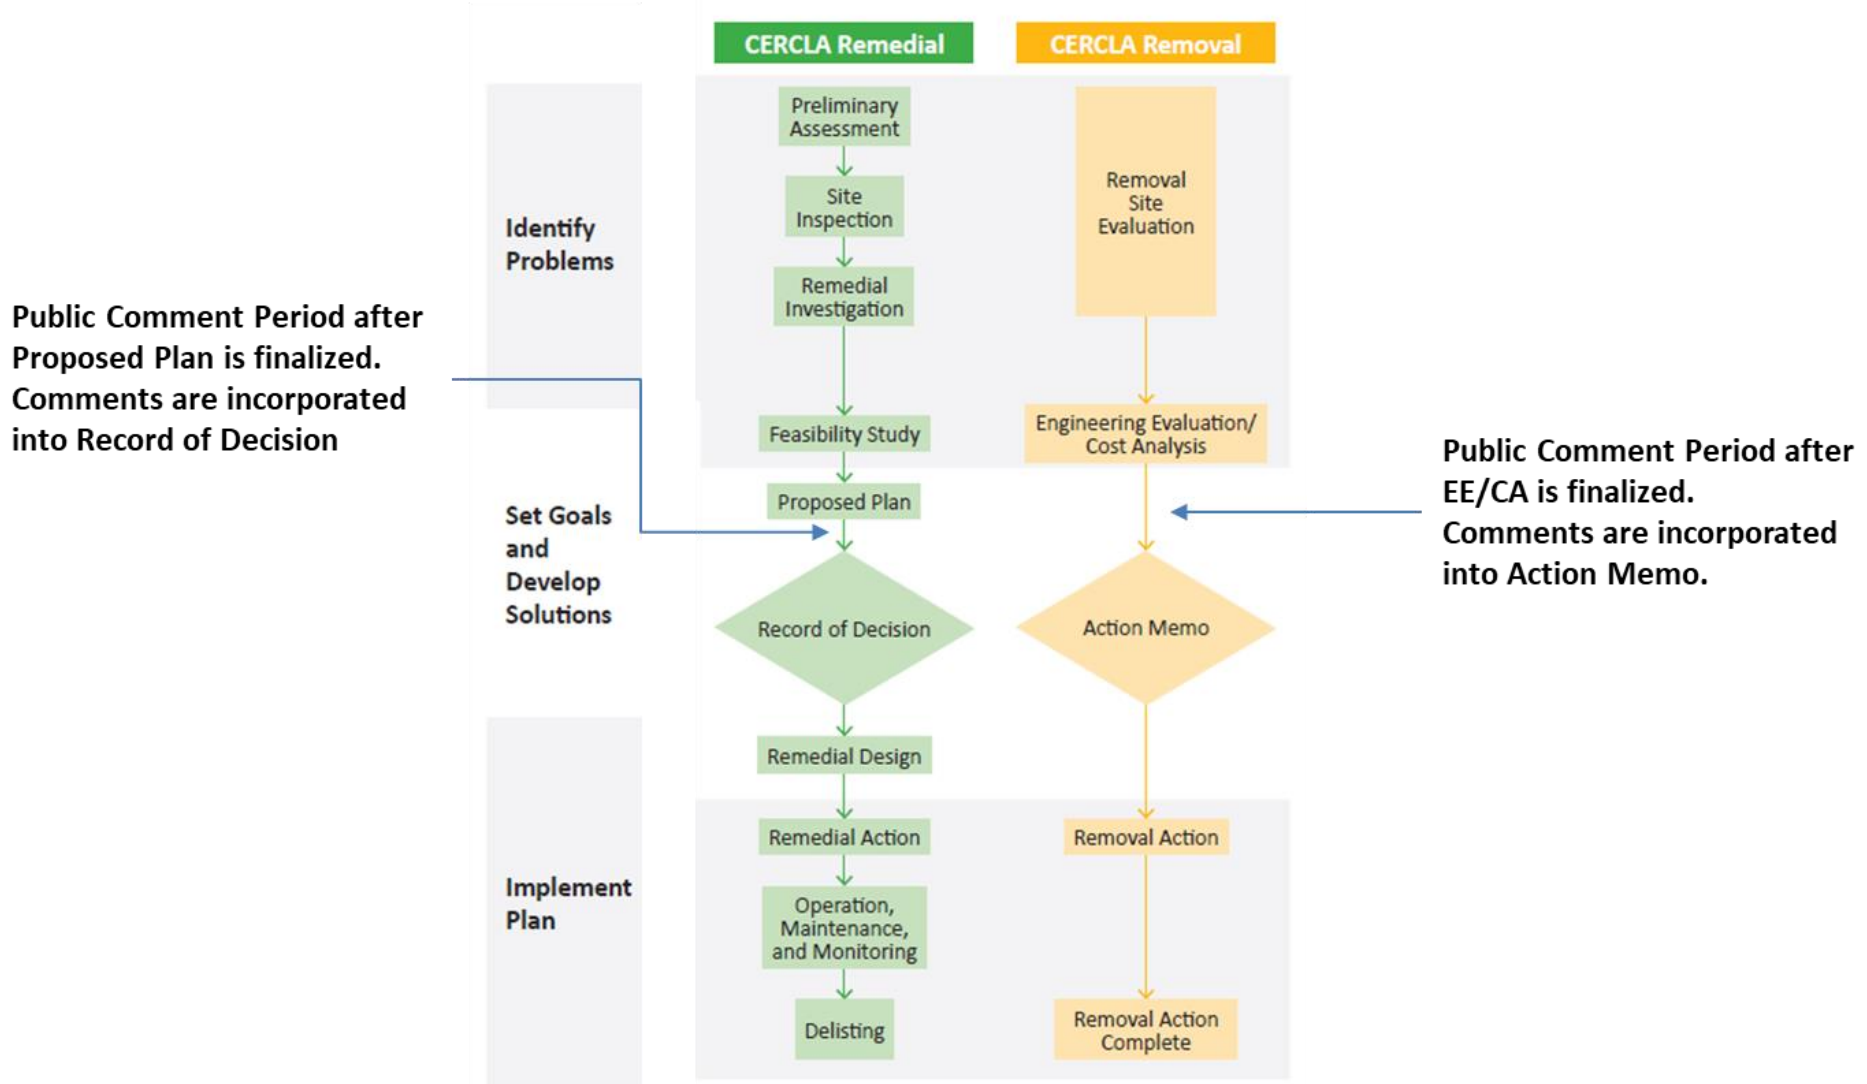 CERCLA Remedial
CERCLA Removal
Identify
Problems
Set Goals
and
Develop
Solutions
Implement
Plan
Public Comment Period after
Proposed Plan is finalized.
Comments are incorporated
into Record of Decision
Preliminary
Assessment
Site
Inspection
Remedial
Investigation
Feasibility Study
Proposed Plan
Record of Decision
Remedial Design
Remedial Action
Operation,
Maintenance,
and Monitoring
Delisting
Removal
Site
Evaluation
Engineering Evaluation/
Cost Analysis
Action Memo
Removal Action
Removal Action
Complete
Public Comment Period after
EE/CA is finalized.
Comments are incorporated
into Action Memo.